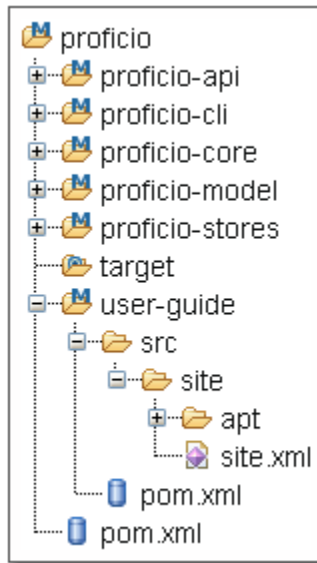 proficio
proficio-api
proficio-cli
proficio-core
proficio-model
proficio-stores
target
user-guide
src
site
apt
site.xml
pom.xml
pom.xml